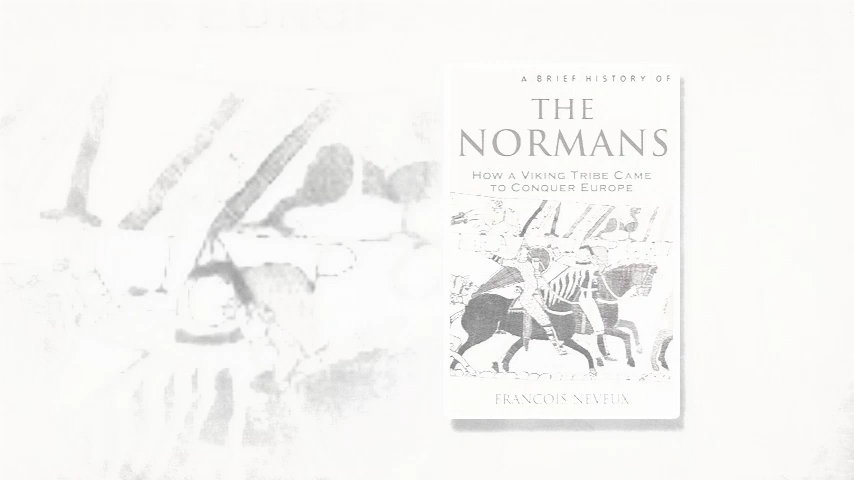 A BRIEF HISTORY OF
THE
NORMANS
HOW A VIKING TRIBE CAME
TO CONQUER EUROPE
FRANCOIS NEVEUX